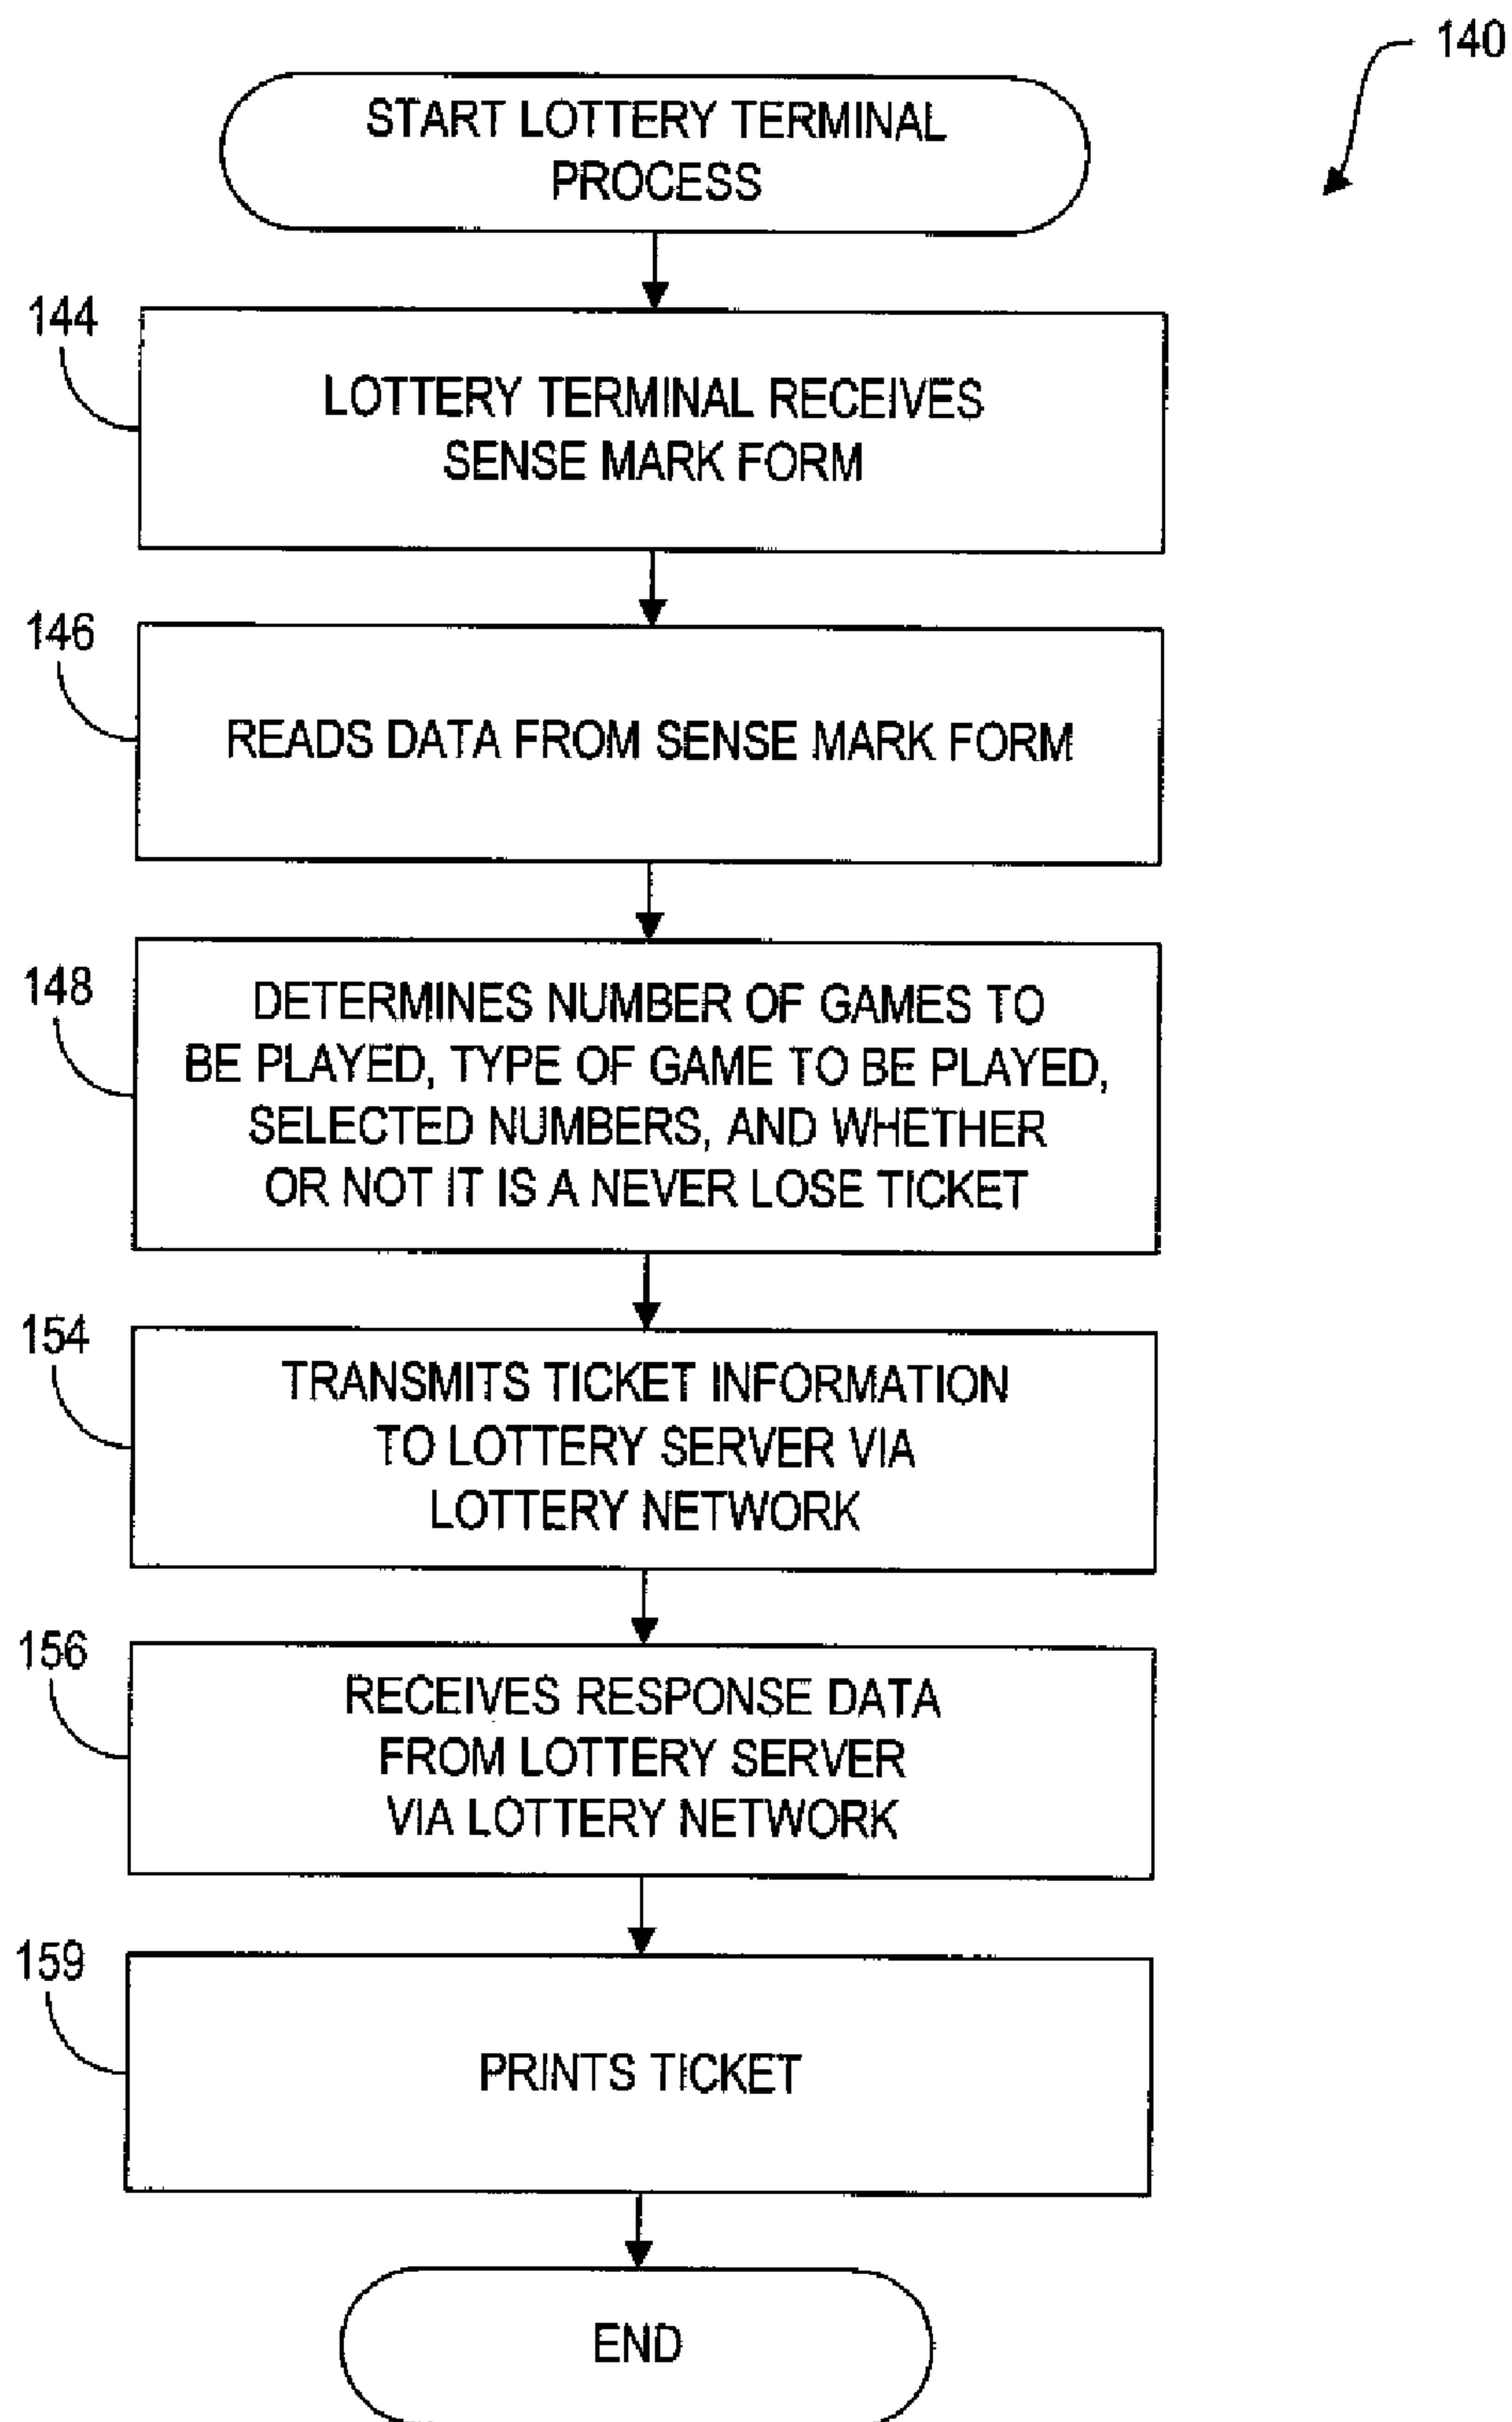 140
START LOTTERY TERMINAL
PROCESS
144
LOTTERY TERMINAL RECEIVES
SENSE MARK FORM
146
READS DATA FROM SENSE MARK FORM
148
DETERMINES NUMBER OF GAMES TO
BE PLAYED, TYPE OF GAME TO BE PLAYED,
SELECTED NUMBERS, AND WHETHER
OR NOT IT IS A NEVER LOSE TICKET
154
TRANSMITS TICKET INFORMATION
TO LOTTERY SERVER VIA
LOTTERY NETWORK
156
RECEIVES RESPONSE DATA
FROM LOTTERY SERVER
VIA LOTTERY NETWORK
159
PRINTS TICKET
END